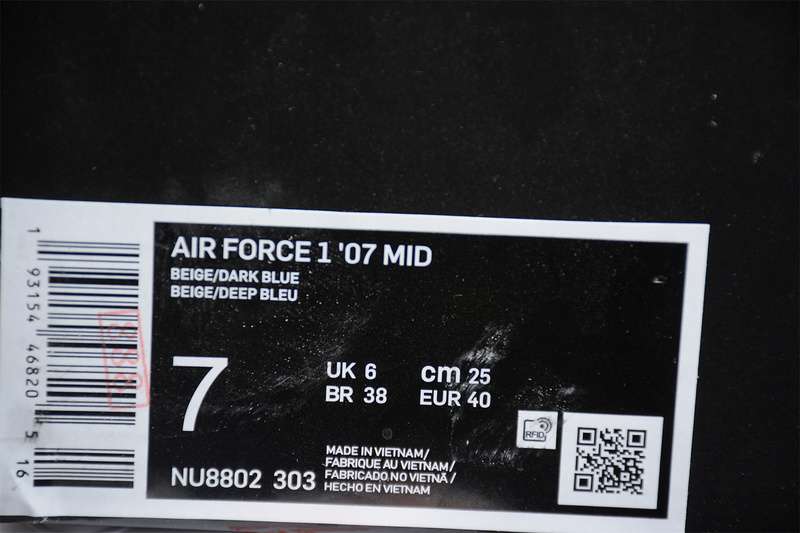 AIR FORCE 1 '07 MID
BEIGE/DARK BLUE
BEIGE/DEEP BLEU
7
UK 6
cm 25
BR 38
EUR 40
RFID
MADE IN VIETNAM/
FABRIQUE AU VIETNAM/
FABRICADO NO VIETNÃ /
HECHO EN VIETNAM
NU8802 303
1 93154 46820 5 16